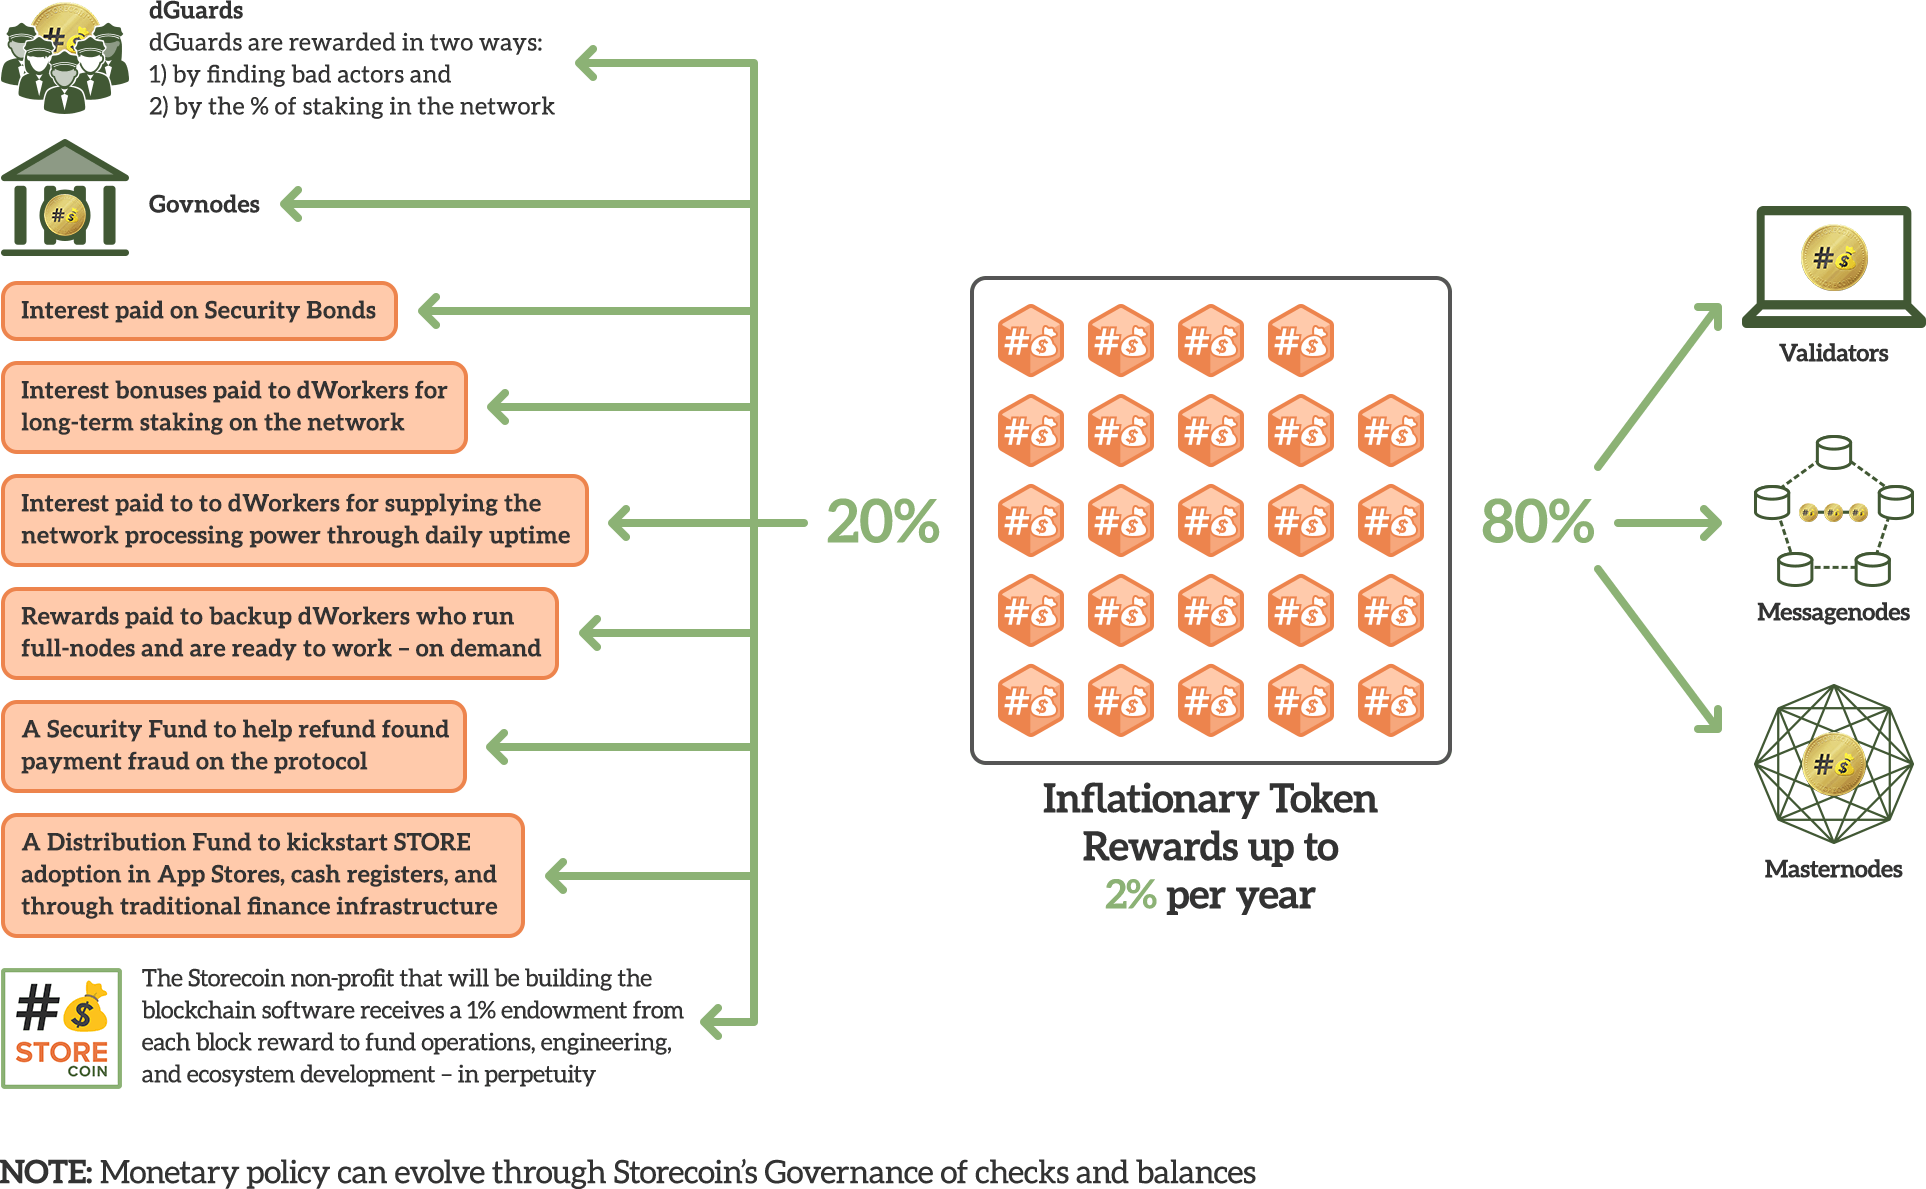 dGuards
dGuards are rewarded in two ways:
1) by finding bad actors and
2) by the % of staking in the network
Govnodes
Interest paid on Security Bonds
Interest bonuses paid to dWorkers for
long-term staking on the network
Interest paid to to dWorkers for supplying the
network processing power through daily uptime
Rewards paid to backup dWorkers who run
full-nodes and are ready to work – on demand
A Security Fund to help refund found
payment fraud on the protocol
A Distribution Fund to kickstart STORE
adoption in App Stores, cash registers, and
through traditional finance infrastructure
#$
STORE
COIN
The Storecoin non-profit that will be building the
blockchain software receives a 1% endowment from
each block reward to fund operations, engineering,
and ecosystem development – in perpetuity
20%
#$ #$ #$ #$
#$ #$ #$ #$ #$
#$ #$ #$ #$ #$
#$ #$ #$ #$ #$
#$ #$ #$ #$ #$
Inflationary Token
Rewards up to
2% per year
80%
#$
Validators
Messagenodes
#$
Masternodes
NOTE: Monetary policy can evolve through Storecoin's Governance of checks and balances